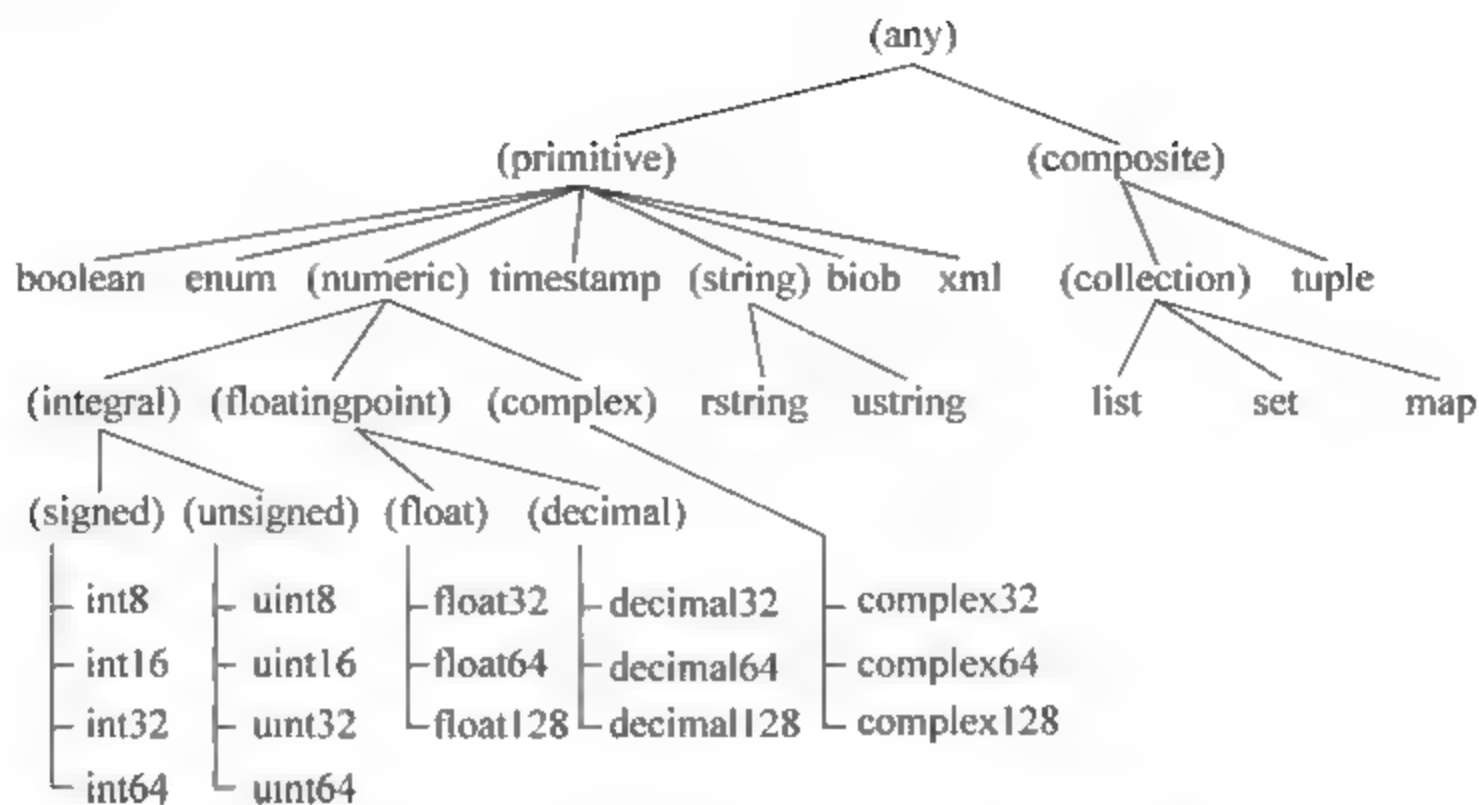 (any)
(primitive) (composite)
boolean enum (numeric) timestamp (string) biob xml (collection) tuple
(integral) (floatingpoint) (complex) rstring ustring list set map
(signed) (unsigned) (float) (decimal)
int8 uint8 float32 decimal32 complex32
int16 uint16 float64 decimal64 complex64
int32 uint32 float128 decimal128 complex128
int64 uint64